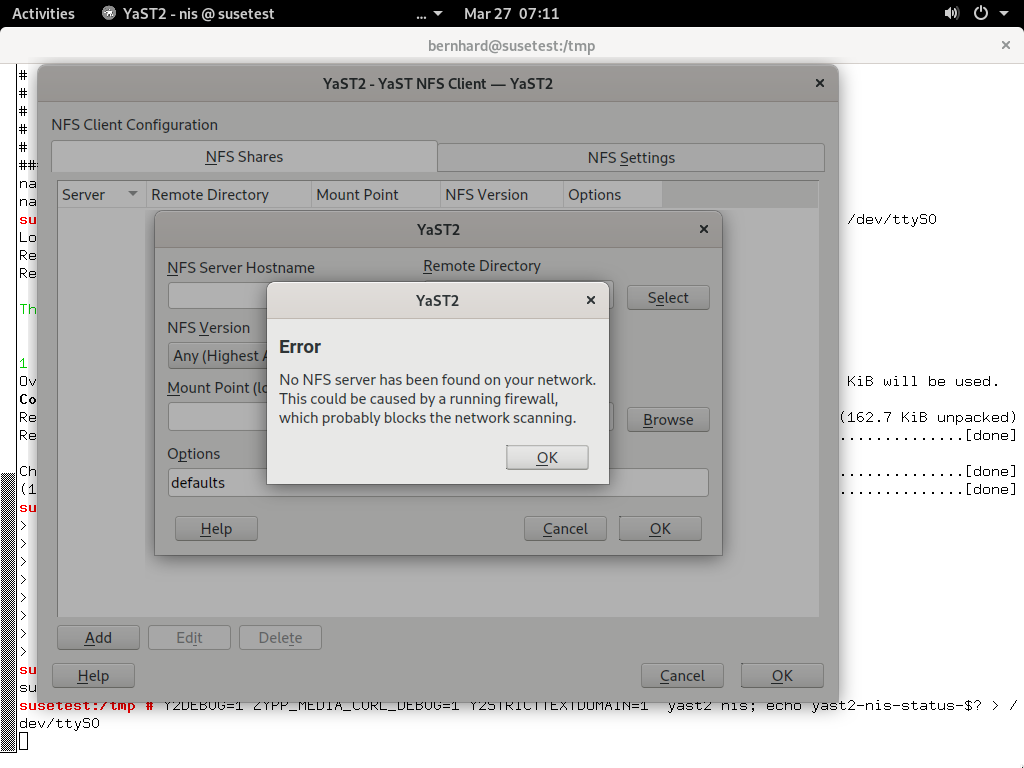 Activities YaST2 - nis @ susetest ... Mar 27 07:11
bernhard@susetest:/tmp
YaST2 - YaST NFS Client — YaST2
NFS Client Configuration
NFS Shares NFS Settings
Server Remote Directory Mount Point NFS Version Options
YaST2
NFS Server Hostname Remote Directory
Select
NFS Version
Any (Highest A
Mount Point (lo
Browse
Options
defaults
Help Cancel OK
YaST2
Error
No NFS server has been found on your network.
This could be caused by a running firewall,
which probably blocks the network scanning.
OK
Add Edit Delete
Help Cancel OK
#
#
#
#
#
##
na
na
su /dev/ttyS0
Lo
Re
Re
Th
1
Ov KiB will be used.
Co
Re (162.7 KiB unpacked)
Re ..............[done]
Ch ..............[done]
(1 ..............[done]
su
>
>
>
>
>
>
>
>
su
su
susetest:/tmp # Y2DEBUG=1 ZYPP_MEDIA_CURL_DEBUG=1 Y2STRICTTEXTDOMAIN=1 yast2 nis; echo yast2-nis-status-$? > /
dev/ttyS0